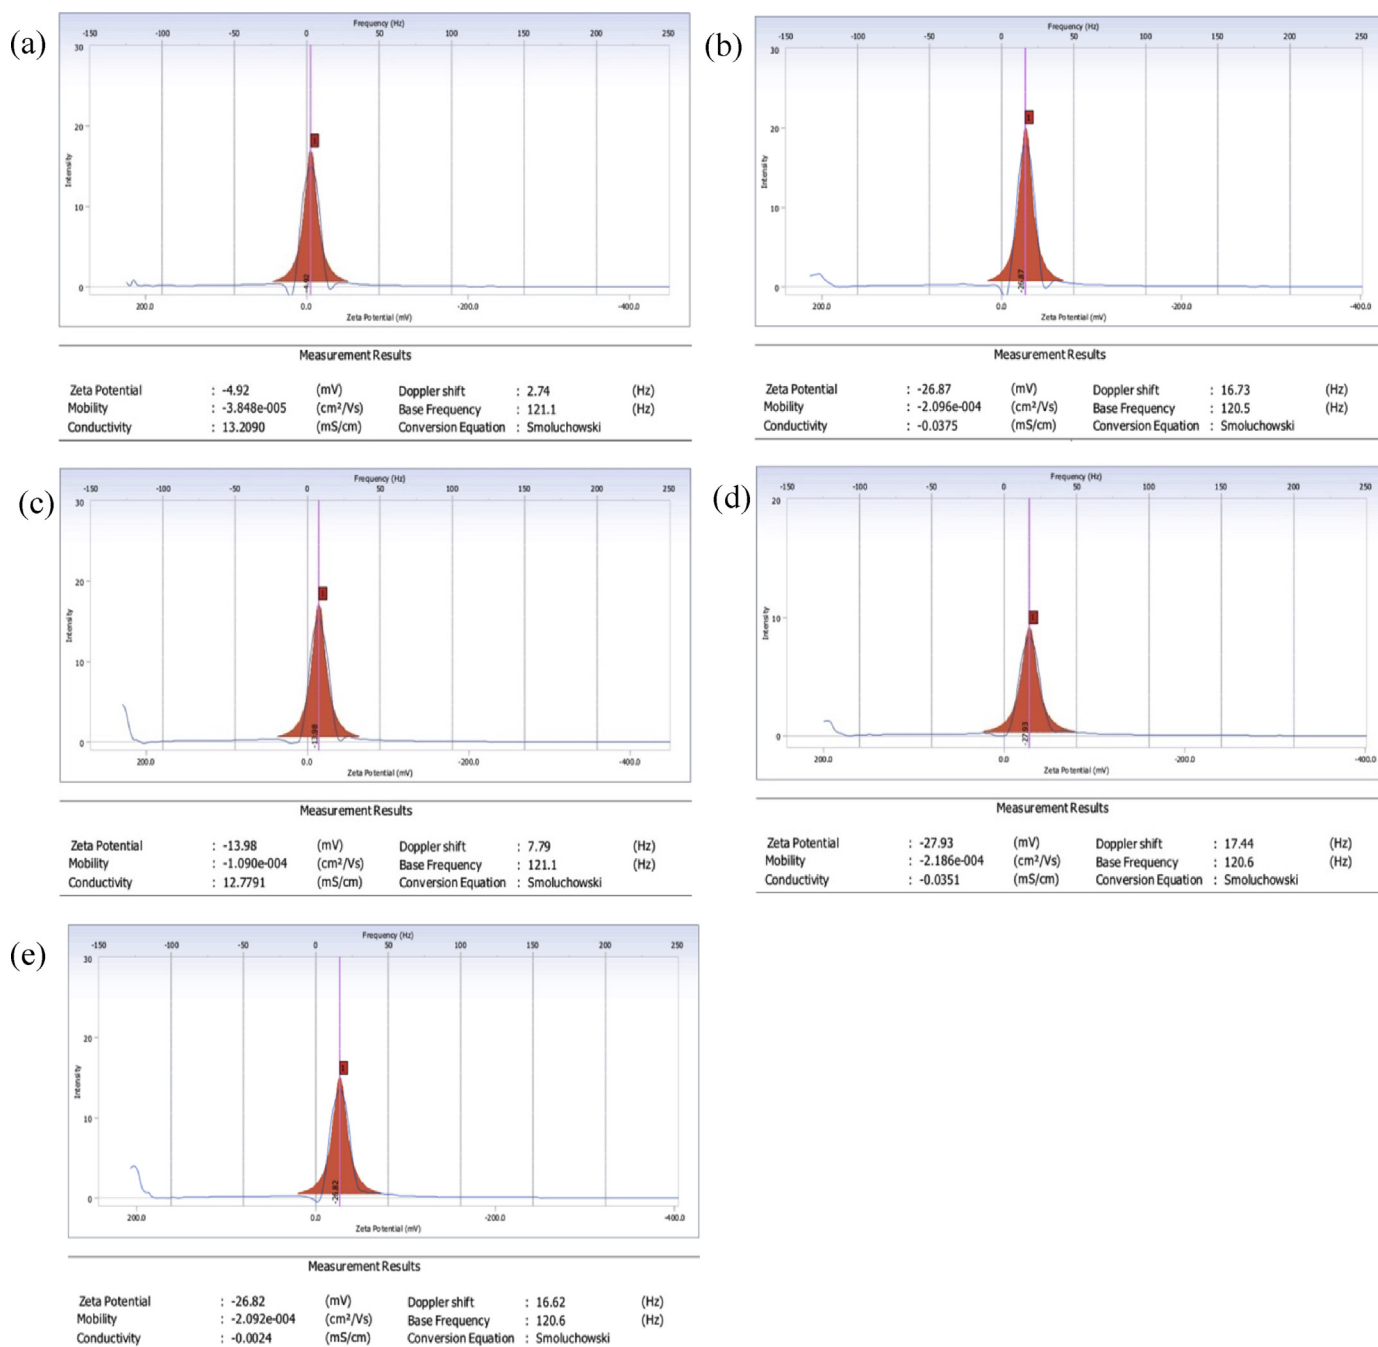 (a)
Frequency (Hz)
-150 -100 -50 0 50 100 150 200 250
30
20
10
0
Intensity
-4.92
200.0 0.0 -200.0 -400.0
Zeta Potential (mV)
Measurement Results
Zeta Potential : -4.92 (mV) Doppler shift : 2.74 (Hz)
Mobility : -3.848e-005 (cm²/Vs) Base Frequency : 121.1 (Hz)
Conductivity : 13.2090 (mS/cm) Conversion Equation : Smoluchowski
(b)
Frequency (Hz)
-150 -100 -50 0 50 100 150 200 250
30
20
10
0
Intensity
-26.87
200.0 0.0 -200.0 -400.0
Zeta Potential (mV)
Measurement Results
Zeta Potential : -26.87 (mV) Doppler shift : 16.73 (Hz)
Mobility : -2.096e-004 (cm²/Vs) Base Frequency : 120.5 (Hz)
Conductivity : -0.0375 (mS/cm) Conversion Equation : Smoluchowski
(c)
Frequency (Hz)
-150 -100 -50 0 50 100 150 200 250
30
20
10
0
Intensity
-13.98
200.0 0.0 -200.0 -400.0
Zeta Potential (mV)
Measurement Results
Zeta Potential : -13.98 (mV) Doppler shift : 7.79 (Hz)
Mobility : -1.090e-004 (cm²/Vs) Base Frequency : 121.1 (Hz)
Conductivity : 12.7791 (mS/cm) Conversion Equation : Smoluchowski
(d)
Frequency (Hz)
-150 -100 -50 0 50 100 150 200 250
20
10
0
Intensity
-27.93
200.0 0.0 -200.0 -400.0
Zeta Potential (mV)
Measurement Results
Zeta Potential : -27.93 (mV) Doppler shift : 17.44 (Hz)
Mobility : -2.186e-004 (cm²/Vs) Base Frequency : 120.6 (Hz)
Conductivity : -0.0351 (mS/cm) Conversion Equation : Smoluchowski
(e)
Frequency (Hz)
-150 -100 -50 0 50 100 150 200 250
30
20
10
0
Intensity
-26.82
200.0 0.0 -200.0 -400.0
Zeta Potential (mV)
Measurement Results
Zeta Potential : -26.82 (mV) Doppler shift : 16.62 (Hz)
Mobility : -2.092e-004 (cm²/Vs) Base Frequency : 120.6 (Hz)
Conductivity : -0.0024 (mS/cm) Conversion Equation : Smoluchowski